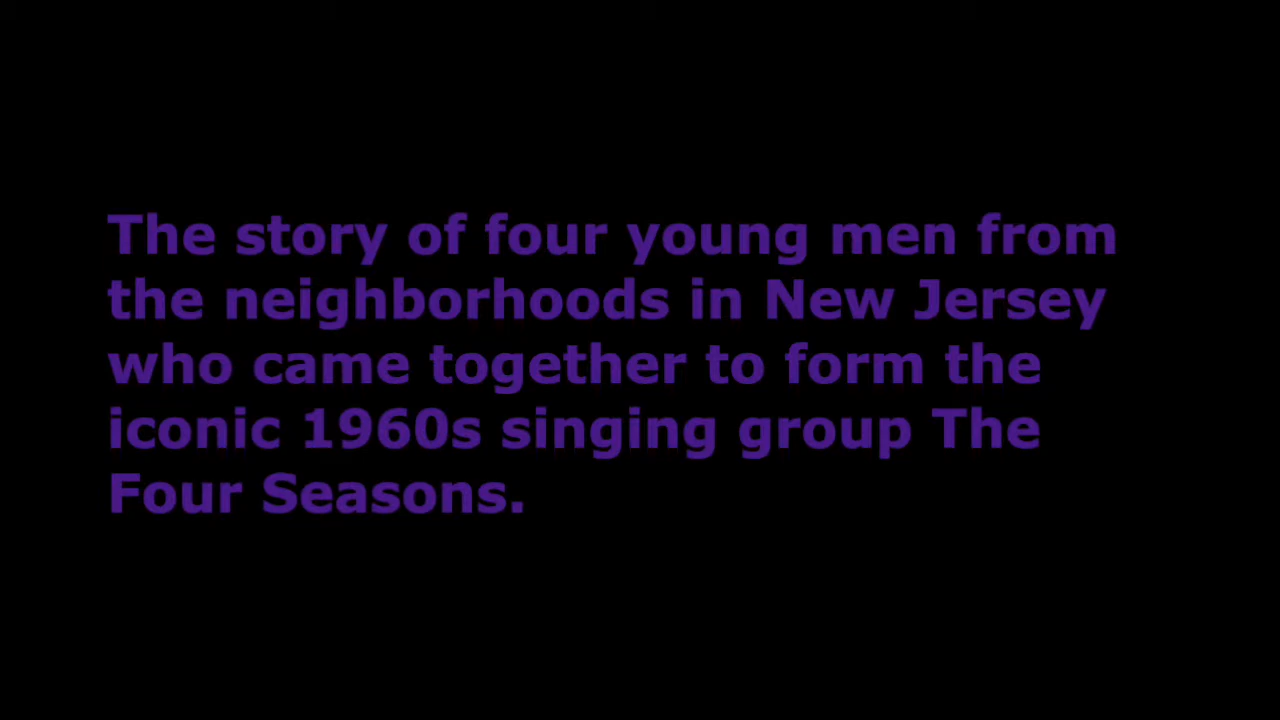 The story of four young men from
the neighborhoods in New Jersey
who came together to form the
iconic 1960s singing group The
Four Seasons.